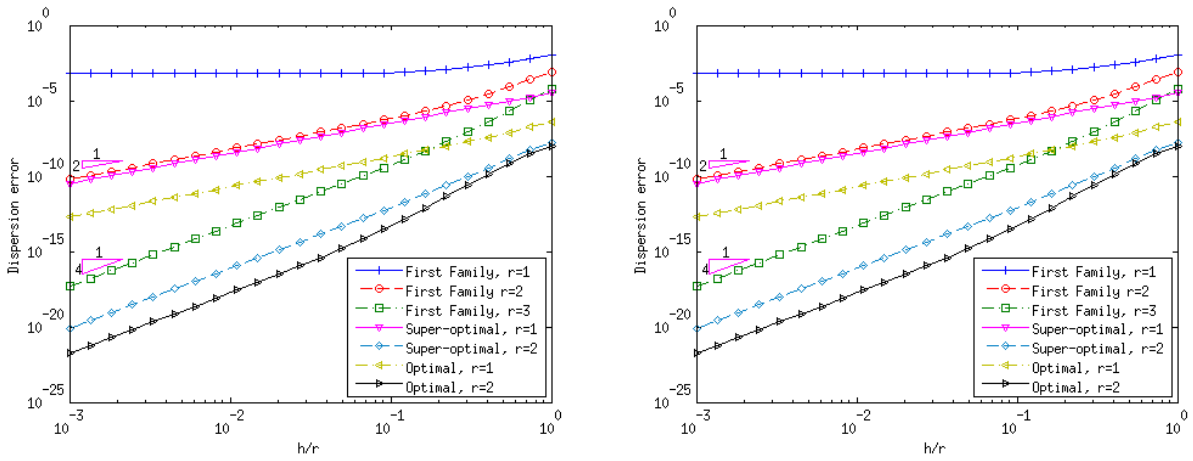 10^0
10^-5
10^-10
10^-15
10^-20
10^-25
Dispersion error
1
2
1
4
First Family, r=1
First Family r=2
First Family, r=3
Super-optimal, r=1
Super-optimal, r=2
Optimal, r=1
Optimal, r=2
10^-3
10^-2
10^-1
10^0
h/r
10^0
10^-5
10^-10
10^-15
10^-20
10^-25
Dispersion error
1
2
1
4
First Family, r=1
First Family r=2
First Family, r=3
Super-optimal, r=1
Super-optimal, r=2
Optimal, r=1
Optimal, r=2
10^-3
10^-2
10^-1
10^0
h/r